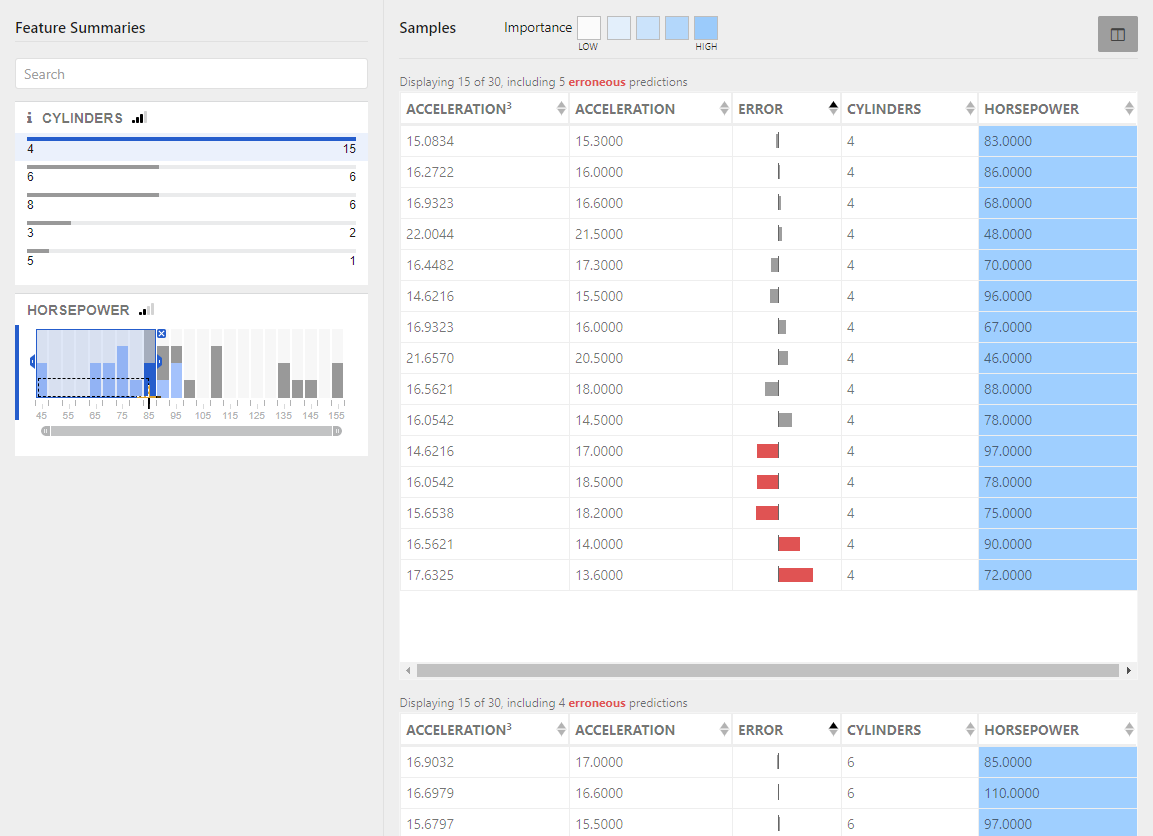 Feature Summaries
Search
CYLINDERS
4 15
6 6
8 6
3 2
5 1
HORSEPOWER
45 55 65 75 85 95 105 115 125 135 145 155
Samples Importance
LOW HIGH
Displaying 15 of 30, including 5 erroneous predictions
ACCELERATION³ ACCELERATION ERROR CYLINDERS HORSEPOWER
15.0834 15.3000 4 83.0000
16.2722 16.0000 4 86.0000
16.9323 16.6000 4 68.0000
22.0044 21.5000 4 48.0000
16.4482 17.3000 4 70.0000
14.6216 15.5000 4 96.0000
16.9323 16.0000 4 67.0000
21.6570 20.5000 4 46.0000
16.5621 18.0000 4 88.0000
16.0542 14.5000 4 78.0000
14.6216 17.0000 4 97.0000
16.0542 18.5000 4 78.0000
15.6538 18.2000 4 75.0000
16.5621 14.0000 4 90.0000
17.6325 13.6000 4 72.0000
Displaying 15 of 30, including 4 erroneous predictions
ACCELERATION³ ACCELERATION ERROR CYLINDERS HORSEPOWER
16.9032 17.0000 6 85.0000
16.6979 16.6000 6 110.0000
15.6797 15.5000 6 97.0000